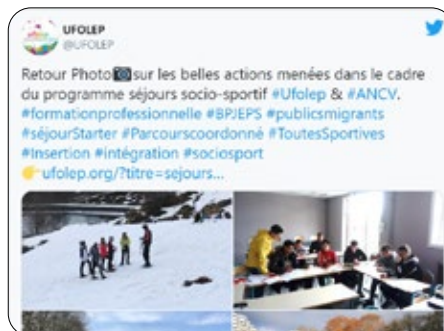 UFOLEP
@UFOLEP
Retour Photo📷sur les belles actions menées dans le cadre
du programme séjours socio-sportif #Ufolep & #ANCV.
#formationprofessionnelle #BPJEPS #publicsmigrants
#séjourStarter #Parcourscoordonné #ToutesSportives
#Insertion #intégration #sociosport
👉ufolep.org/?titre=sejours...